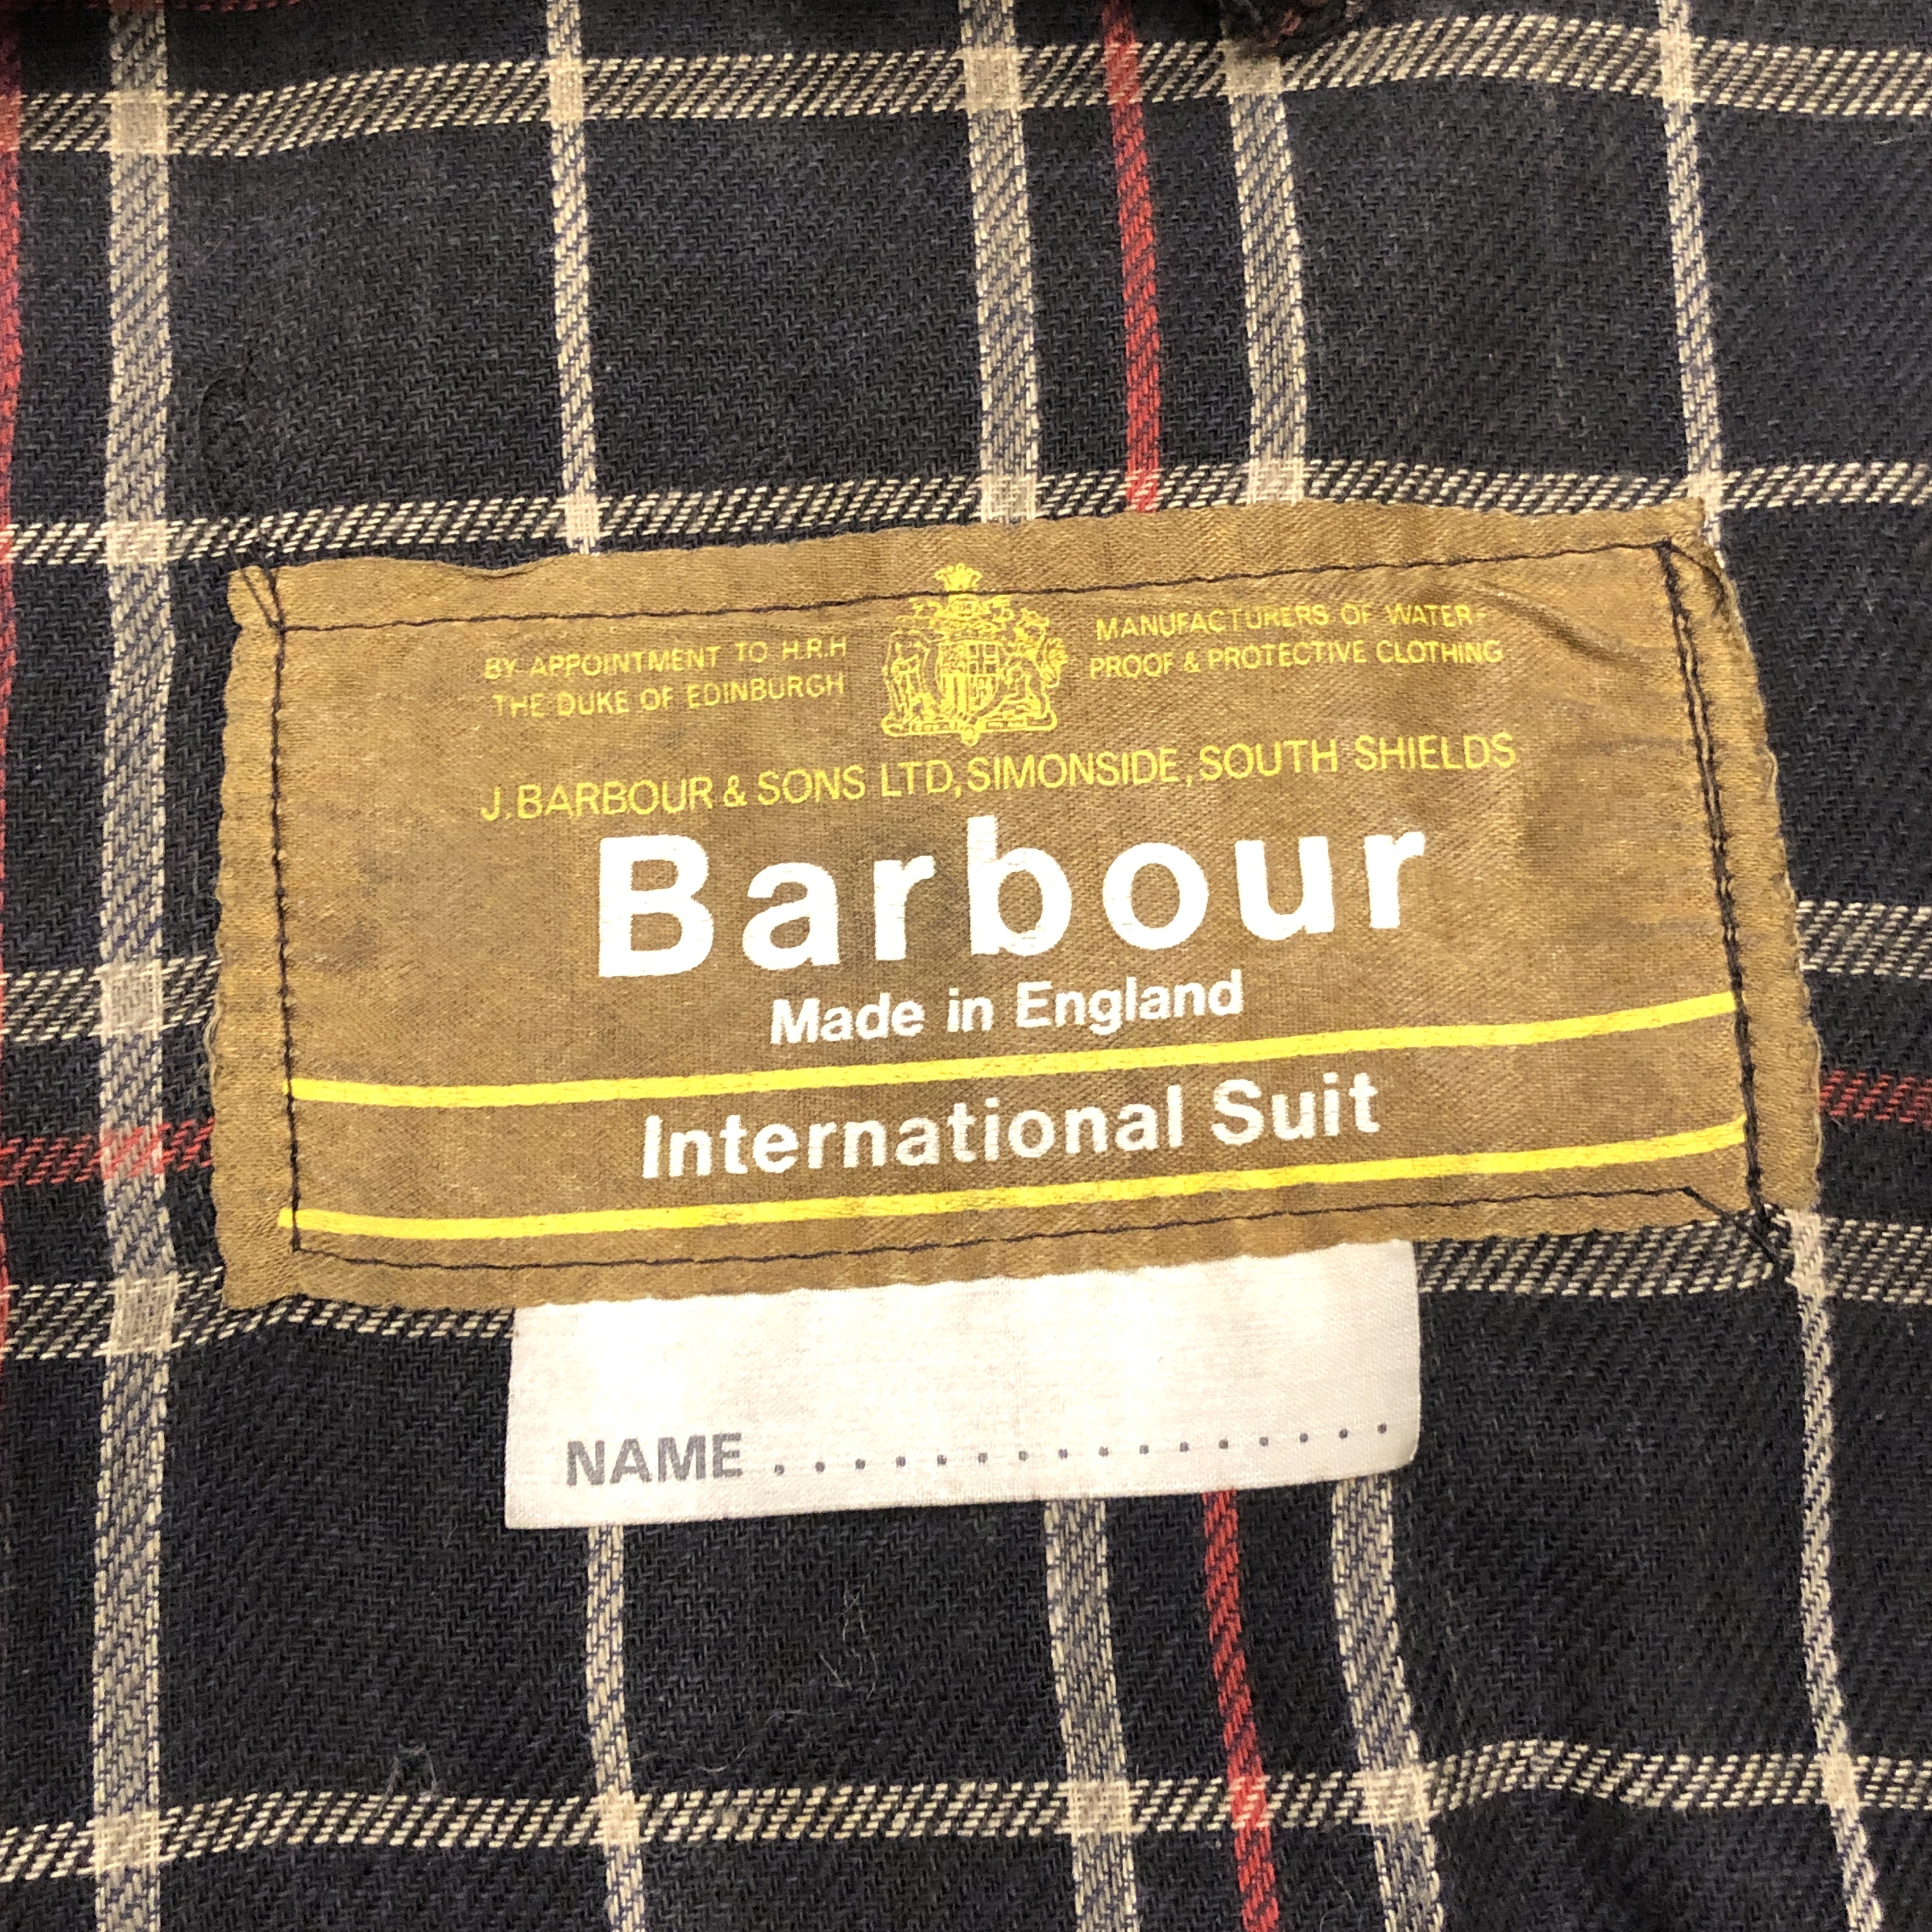 BY APPOINTMENT TO H.R.H
THE DUKE OF EDINBURGH
MANUFACTURERS OF WATER-
PROOF & PROTECTIVE CLOTHING
J.BARBOUR & SONS LTD,SIMONSIDE,SOUTH SHIELDS
Barbour
Made in England
International Suit
NAME .................